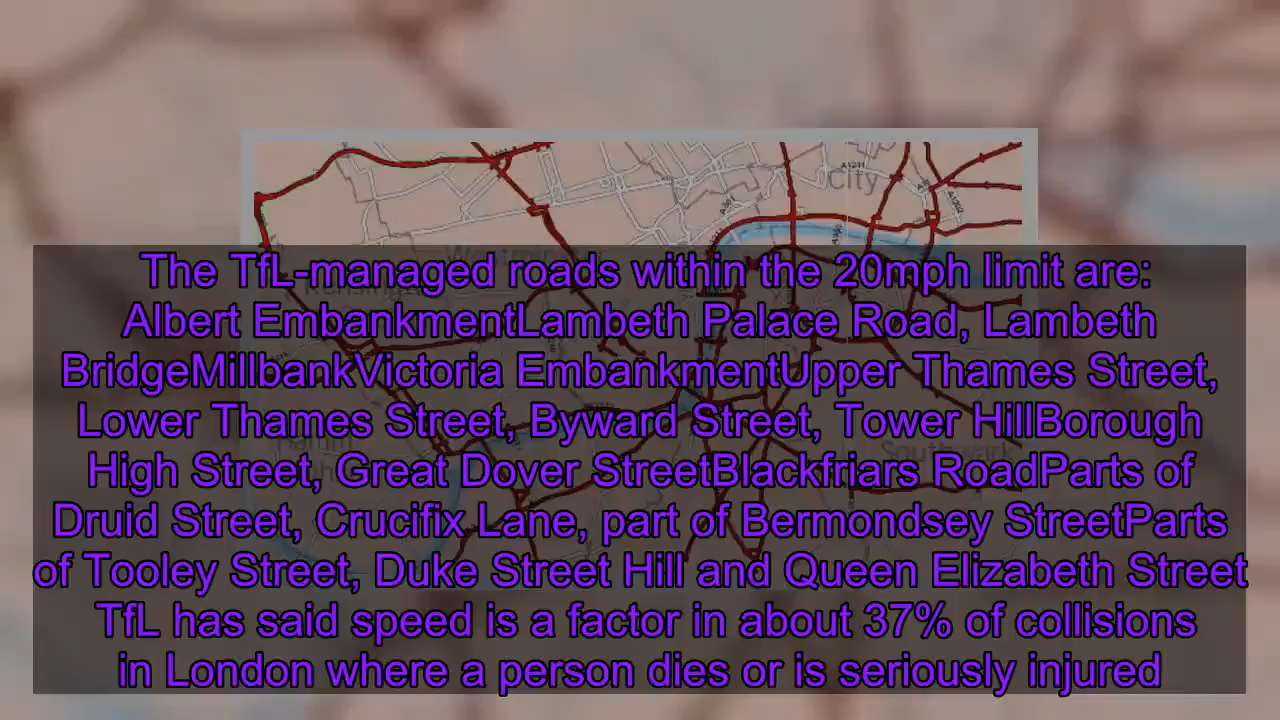 A1211
City
The TfL-managed roads within the 20mph limit are:
Albert EmbankmentLambeth Palace Road, Lambeth
BridgeMillbankVictoria EmbankmentUpper Thames Street,
Lower Thames Street, Byward Street, Tower HillBorough
High Street, Great Dover StreetBlackfriars RoadParts of
Druid Street, Crucifix Lane, part of Bermondsey StreetParts
of Tooley Street, Duke Street Hill and Queen Elizabeth Street
TfL has said speed is a factor in about 37% of collisions
in London where a person dies or is seriously injured
Southwark